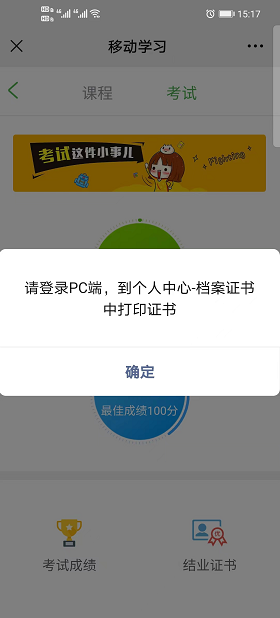 15:17
移动学习
课程
考试
考试这件小事儿
Fighting
请登录PC端，到个人中心-档案证书
中打印证书
确定
最佳成绩100分
考试成绩
结业证书